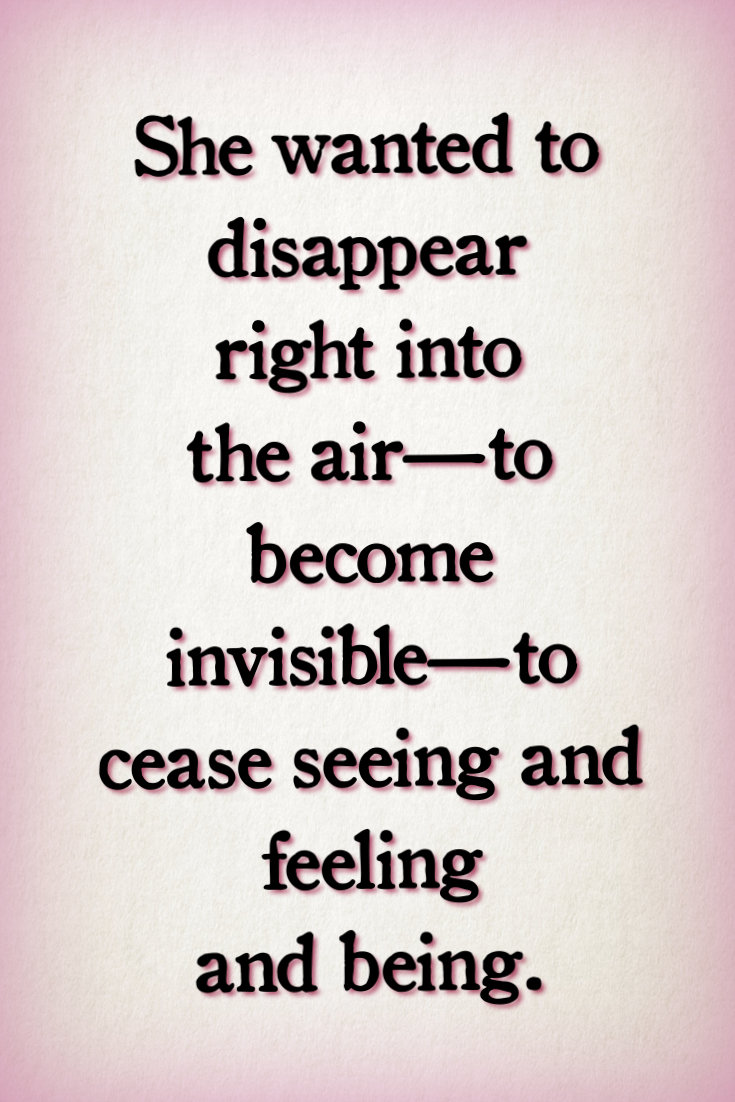 She wanted to
disappear
right into
the air—to
become
invisible—to
cease seeing and
feeling
and being.